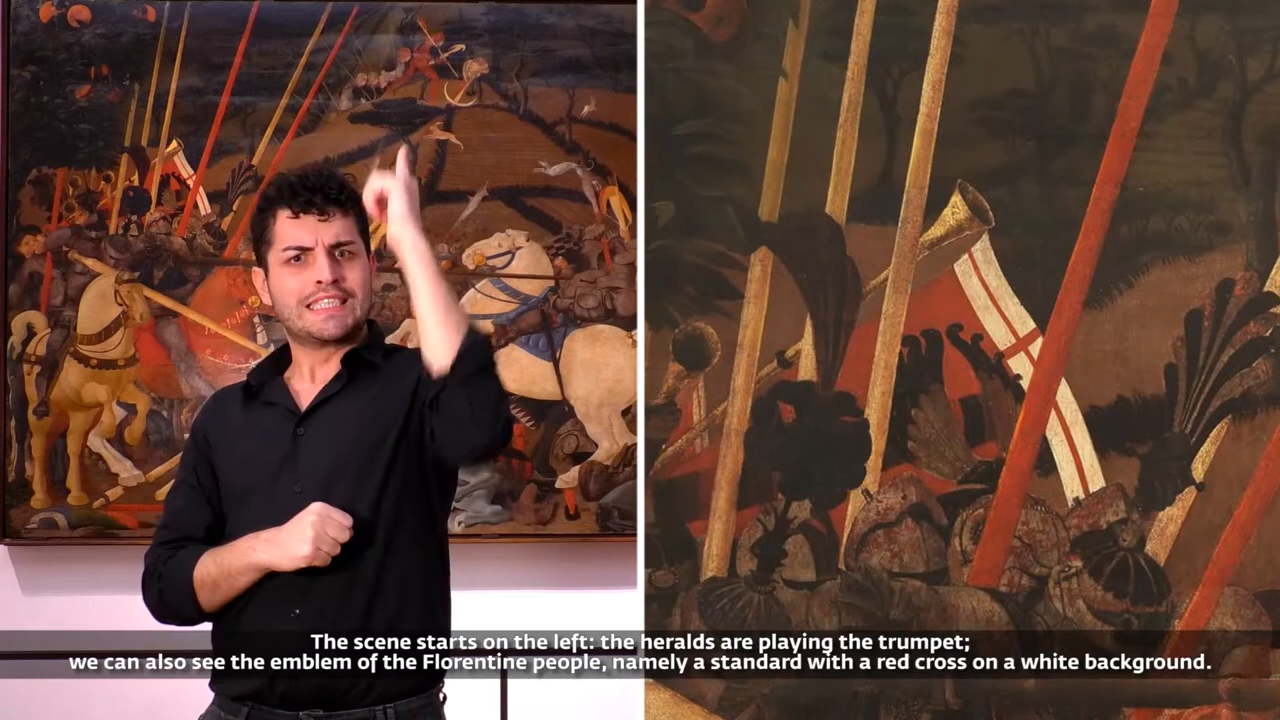 The scene starts on the left: the heralds are playing the trumpet;
we can also see the emblem of the Florentine people, namely a standard with a red cross on a white background.